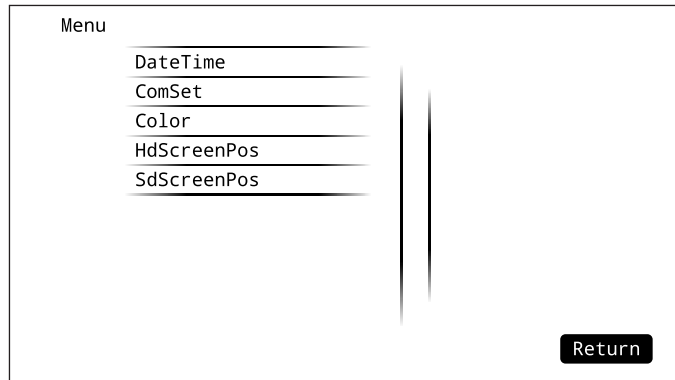 Menu
DateTime
ComSet
Color
HdScreenPos
SdScreenPos
Return